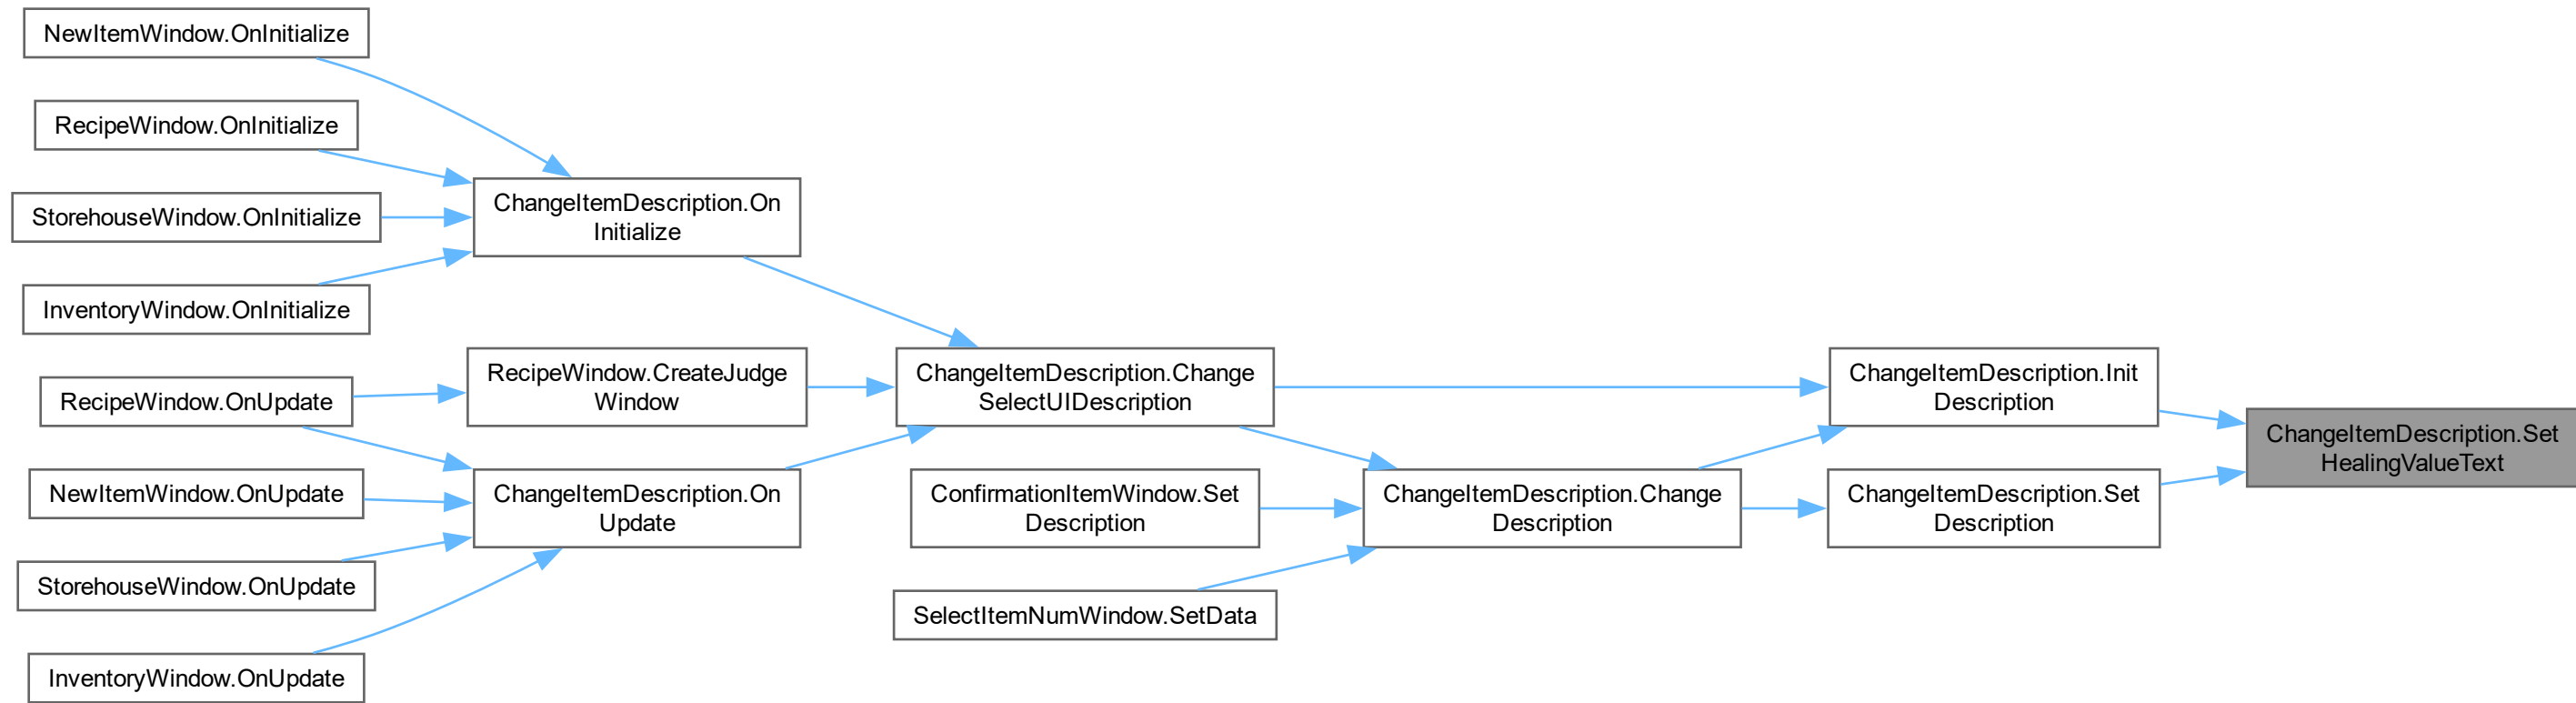 NewItemWindow.OnInitialize
RecipeWindow.OnInitialize
StorehouseWindow.OnInitialize
InventoryWindow.OnInitialize
RecipeWindow.OnUpdate
NewItemWindow.OnUpdate
StorehouseWindow.OnUpdate
InventoryWindow.OnUpdate
ChangeItemDescription.On
Initialize
RecipeWindow.CreateJudge
Window
ChangeItemDescription.On
Update
ChangeItemDescription.Change
SelectUIDescription
ConfirmationItemWindow.Set
Description
SelectItemNumWindow.SetData
ChangeItemDescription.Change
Description
ChangeItemDescription.Init
Description
ChangeItemDescription.Set
Description
ChangeItemDescription.Set
HealingValueText